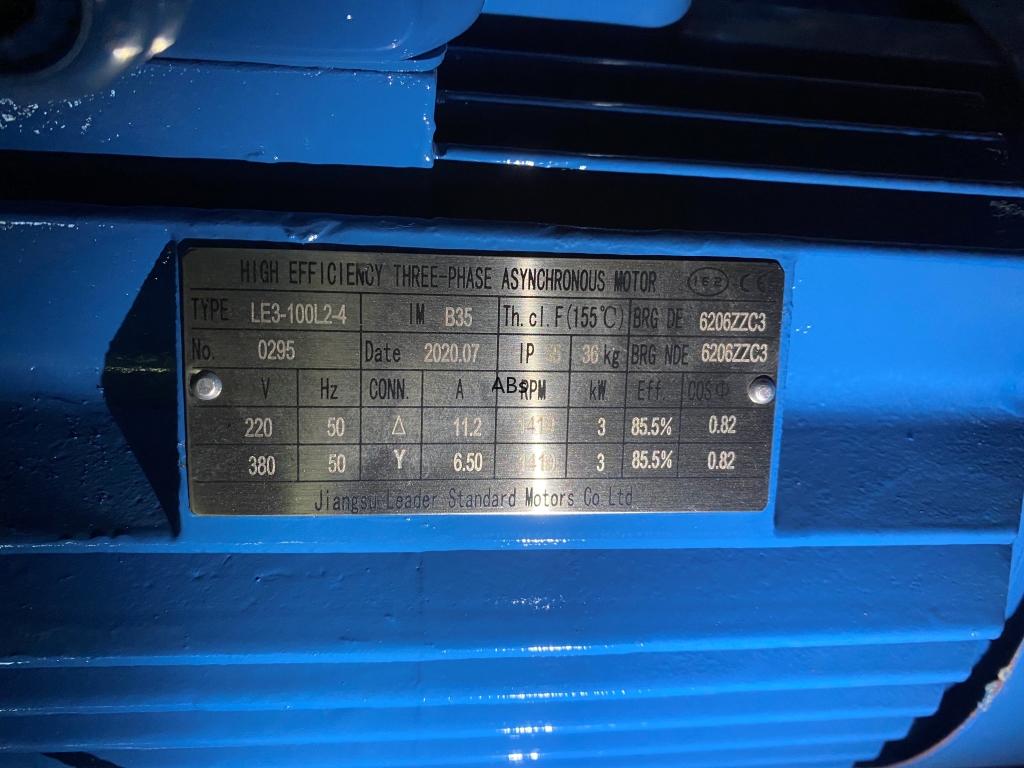 HIGH EFFICIENCY THREE-PHASE ASYNCHRONOUS MOTOR CE
TYPE LE3-100L2-4 IM B35 Th.cl.F(155℃) BRG DE 6206ZZC3
No. 0295 Date 2020.07 IP 36 kg BRG NDE 6206ZZC3
V Hz CONN. A ABs RPM kW Eff. COSΦ
220 50 Δ 11.2 3 85.5% 0.82
380 50 Y 6.50 3 85.5% 0.82
Jiangsu Leader Standard Motors Co.Ltd